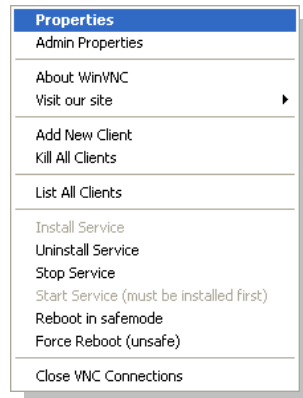 Properties
Admin Properties
About WinVNC
Visit our site
Add New Client
Kill All Clients
List All Clients
Install Service
Uninstall Service
Stop Service
Start Service (must be installed first)
Reboot in safemode
Force Reboot (unsafe)
Close VNC Connections